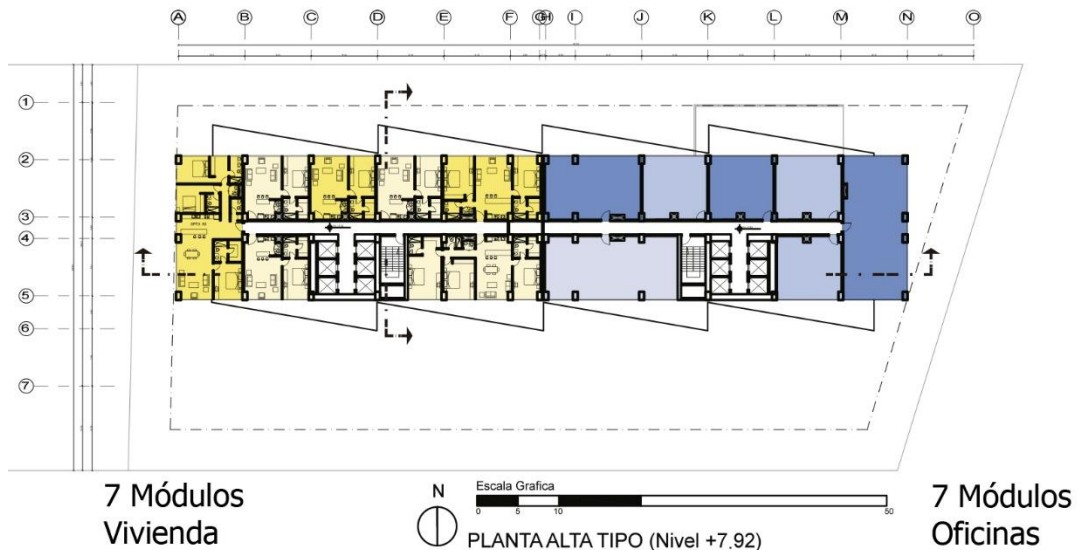 A B C D E F G H I J K L M N O
1
2
3
4
5
6
7
7 Módulos
Vivienda
N
Escala Grafica
0 5 10 50
PLANTA ALTA TIPO (Nivel +7,92)
7 Módulos
Oficinas